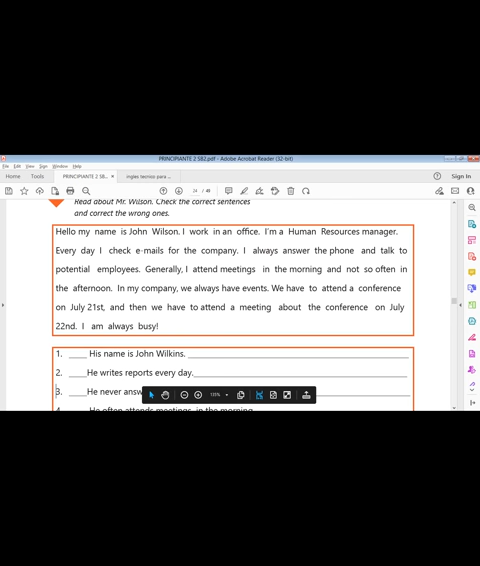 PRINCIPIANTE 2 SB2.pdf - Adobe Acrobat Reader (32-bit)
File Edit View Sign Window Help
Home Tools PRINCIPIANTE 2 SB2.... × ingles tecnico para ... Sign In
24 / 49
Read about Mr. Wilson. Check the correct sentences
and correct the wrong ones.
Hello my name is John Wilson. I work in an office. I'm a Human Resources manager.
Every day I check e-mails for the company. I always answer the phone and talk to
potential employees. Generally, I attend meetings in the morning and not so often in
the afternoon. In my company, we always have events. We have to attend a conference
on July 21st, and then we have to attend a meeting about the conference on July
22nd. I am always busy!
1. ____ His name is John Wilkins.
2. ____He writes reports every day.
3. ____He never answ
135%
4. He often attends meetings in the morning